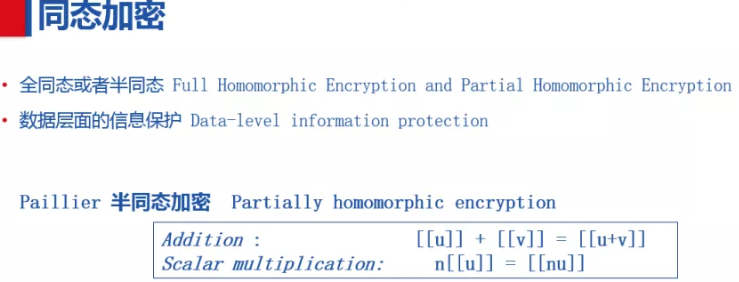 同态加密
• 全同态或者半同态 Full Homomorphic Encryption and Partial Homomorphic Encryption
• 数据层面的信息保护 Data-level information protection
Paillier 半同态加密 Partially homomorphic encryption
Addition : [[u]] + [[v]] = [[u+v]]
Scalar multiplication: n[[u]] = [[nu]]